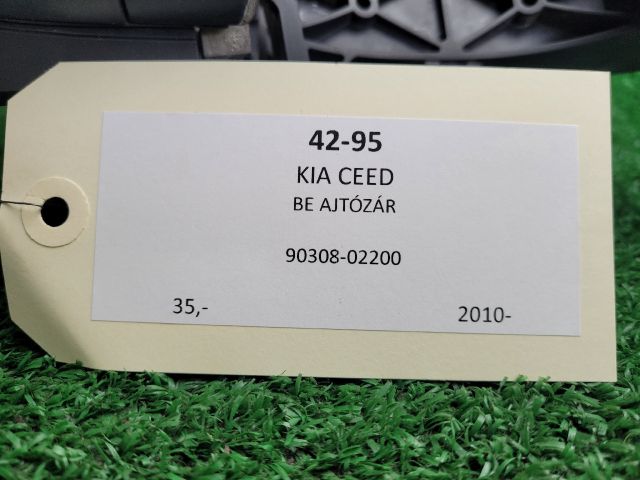 42-95
KIA CEED
BE AJTÓZÁR
90308-02200
35,- 2010-